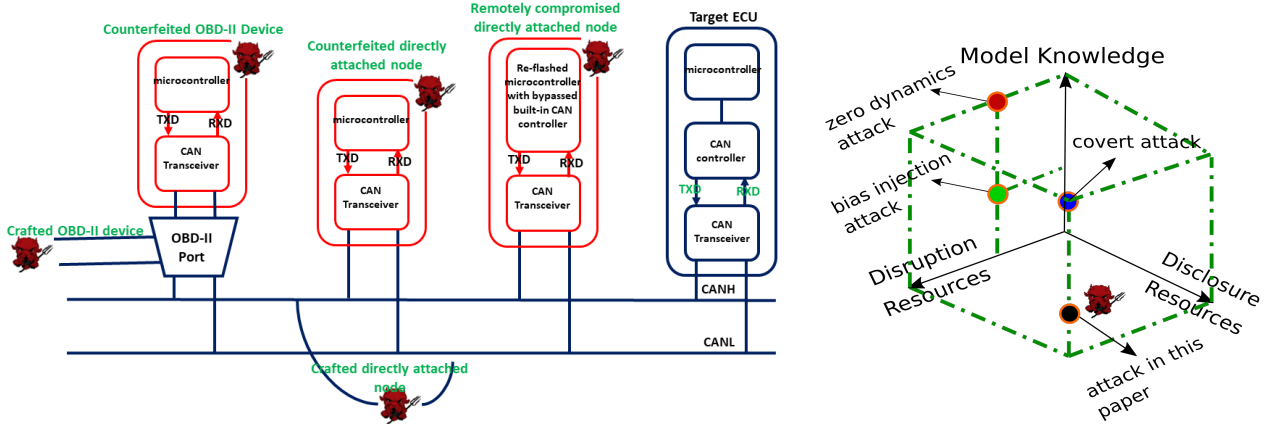 Counterfeited OBD-II Device
microcontroller
TXD
RXD
CAN
Transceiver
OBD-II
Port
Crafted OBD-II device
Counterfeited directly
attached node
microcontroller
TXD
RXD
CAN
Transceiver
Remotely compromised
directly attached node
Re-flashed
microcontroller
with bypassed
built-in CAN
controller
TXD
RXD
CAN
Transceiver
Target ECU
microcontroller
CAN
controller
TXD
RXD
CAN
Transceiver
CANH
CANL
Crafted directly attached
node
Model Knowledge
zero dynamics
attack
covert attack
bias injection
attack
Disruption
Resources
Disclosure
Resources
attack in this
paper